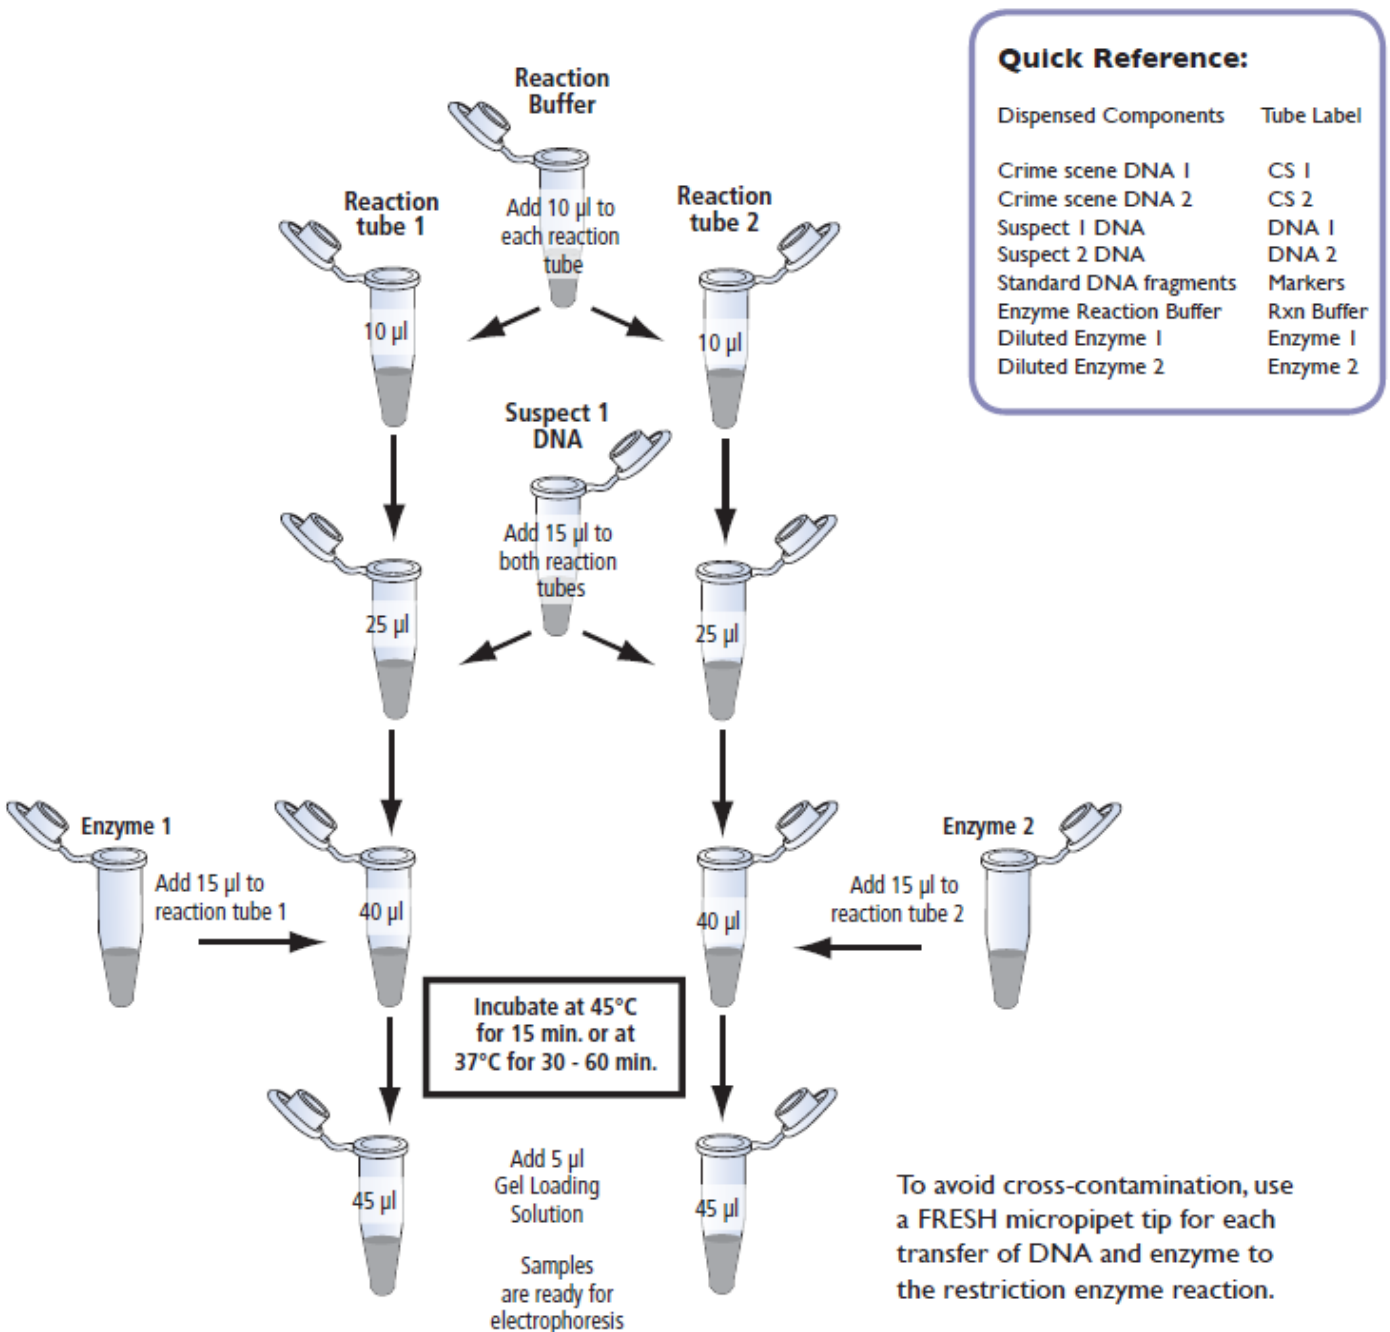 Reaction
Buffer
Reaction
tube 1
Add 10 µl to
each reaction
tube
Reaction
tube 2
10 µl
10 µl
Suspect 1
DNA
Add 15 µl to
both reaction
tubes
25 µl
25 µl
Enzyme 1
Add 15 µl to
reaction tube 1
40 µl
40 µl
Enzyme 2
Add 15 µl to
reaction tube 2
Incubate at 45°C
for 15 min. or at
37°C for 30 - 60 min.
45 µl
Add 5 µl
Gel Loading
Solution
45 µl
Samples
are ready for
electrophoresis
Quick Reference:
Dispensed Components Tube Label
Crime scene DNA 1 CS 1
Crime scene DNA 2 CS 2
Suspect 1 DNA DNA 1
Suspect 2 DNA DNA 2
Standard DNA fragments Markers
Enzyme Reaction Buffer Rxn Buffer
Diluted Enzyme 1 Enzyme 1
Diluted Enzyme 2 Enzyme 2
To avoid cross-contamination, use
a FRESH micropipet tip for each
transfer of DNA and enzyme to
the restriction enzyme reaction.